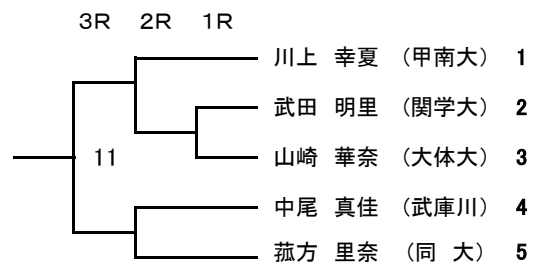 3R 2R 1R
川上 幸夏 (甲南大) 1
武田 明里 (関学大) 2
11 山崎 華奈 (大体大) 3
中尾 真佳 (武庫川) 4
菰方 里奈 (同 大) 5